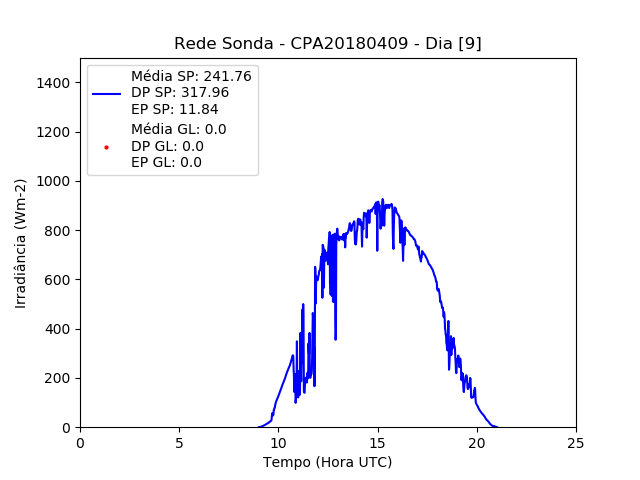 Rede Sonda - CPA20180409 - Dia [9]
Média SP: 241.76
DP SP: 317.96
EP SP: 11.84
Média GL: 0.0
DP GL: 0.0
EP GL: 0.0
1400
1200
1000
800
600
400
200
0
Irradiância (Wm-2)
0 5 10 15 20 25
Tempo (Hora UTC)